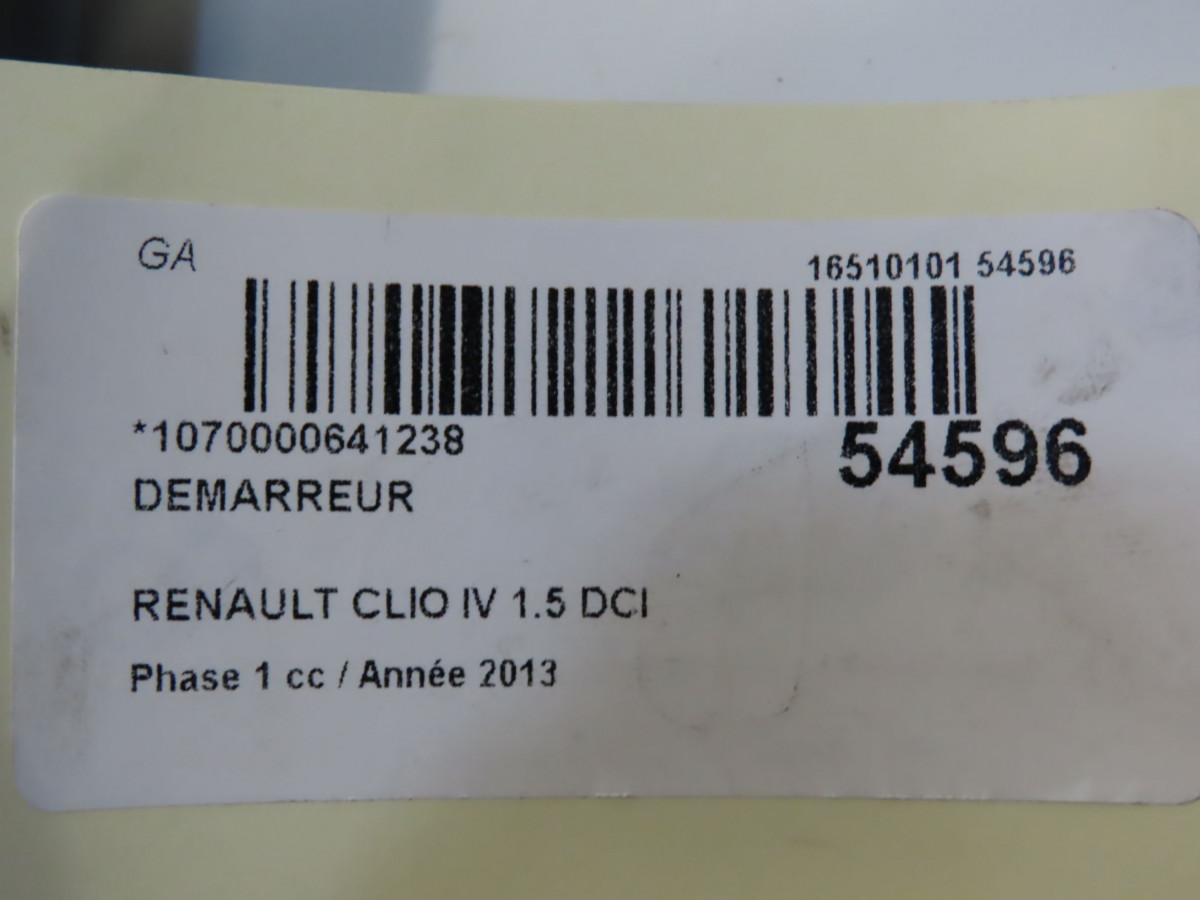 GA
16510101 54596
*1070000641238
54596
DEMARREUR
RENAULT CLIO IV 1.5 DCI
Phase 1 cc / Année 2013